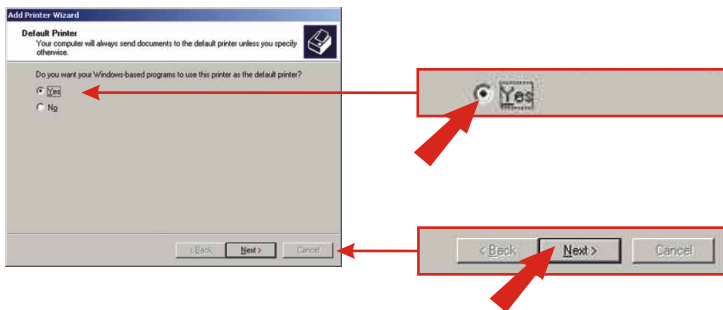 Add Printer Wizard
Default Printer
Your computer will always send documents to the default printer unless you specify
otherwise.
Do you want your Windows-based programs to use this printer as the default printer?
Yes
No
< Back Next > Cancel
Yes
< Back Next > Cancel